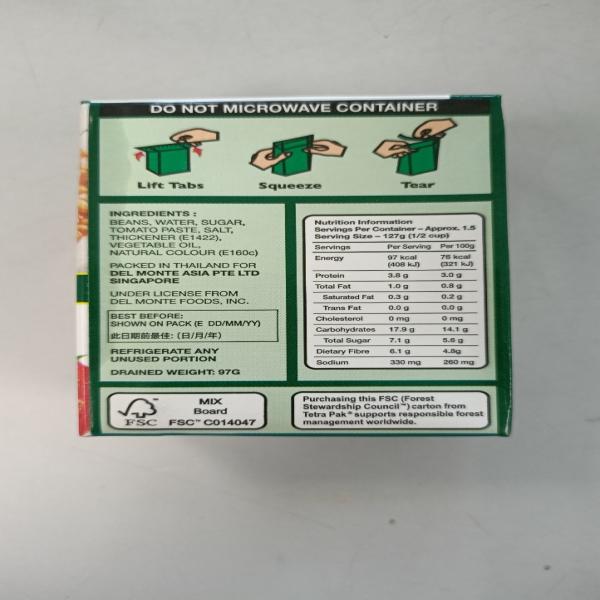 DO NOT MICROWAVE CONTAINER
Lift Tabs
Squeeze
Tear
INGREDIENTS :
BEANS, WATER, SUGAR,
TOMATO PASTE, SALT,
THICKENER (E1422),
VEGETABLE OIL,
NATURAL COLOUR (E160c)
PACKED IN THAILAND FOR
DEL MONTE ASIA PTE LTD
SINGAPORE
UNDER LICENSE FROM
DEL MONTE FOODS, INC.
BEST BEFORE:
SHOWN ON PACK (E DD/MM/YY)
此日期前最佳: (日/月/年)
REFRIGERATE ANY
UNUSED PORTION
DRAINED WEIGHT: 97G
Nutrition Information
Servings Per Container – Approx. 1.5
Serving Size – 127g (1/2 cup)
Servings Per Serving Per 100g
Energy 97 kcal 76 kcal
(408 kJ) (321 kJ)
Protein 3.8 g 3.0 g
Total Fat 1.0 g 0.8 g
Saturated Fat 0.3 g 0.2 g
Trans Fat 0.0 g 0.0 g
Cholesterol 0 mg 0 mg
Carbohydrates 17.9 g 14.1 g
Total Sugar 7.1 g 5.6 g
Dietary Fibre 6.1 g 4.8g
Sodium 330 mg 260 mg
FSC
MIX
Board
FSC™ C014047
Purchasing this FSC (Forest
Stewardship Council™) carton from
Tetra Pak® supports responsible forest
management worldwide.